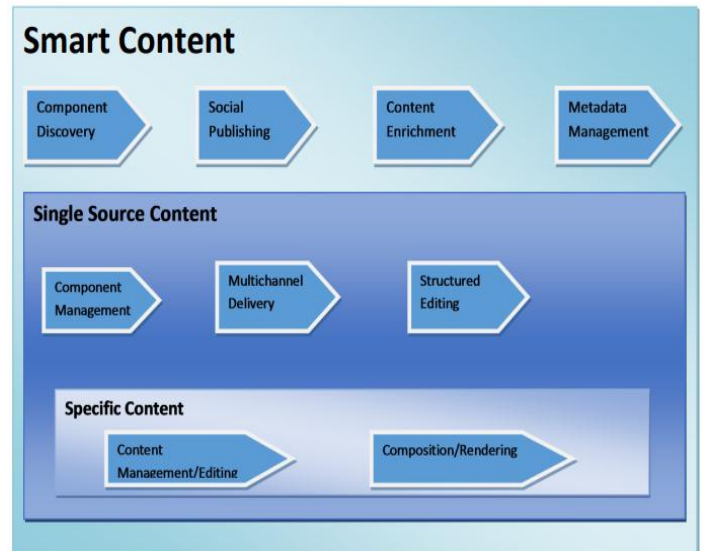 Smart Content
Component
Discovery
Social
Publishing
Content
Enrichment
Metadada
Management
Single Source Content
Component
Management
Multichannel
Delivery
Structured
Editing
Specific Content
Content
Management/Editing
Composition/Rendering